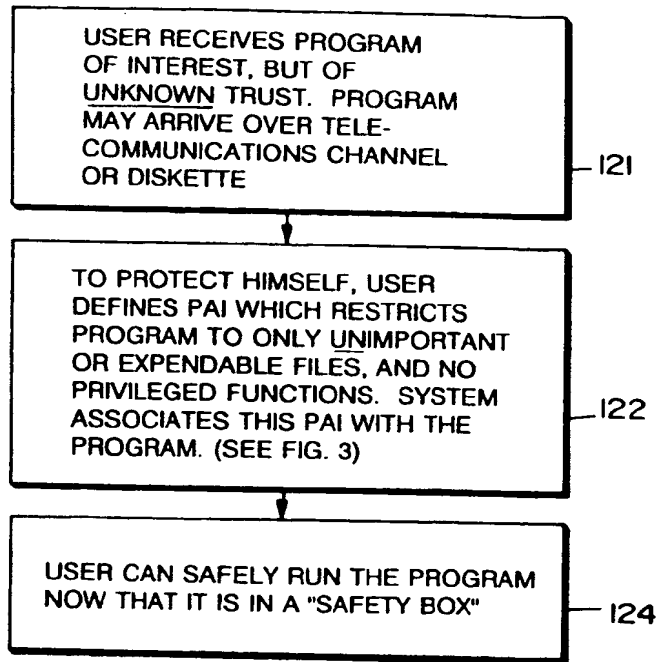 USER RECEIVES PROGRAM
OF INTEREST, BUT OF
UNKNOWN TRUST. PROGRAM
MAY ARRIVE OVER TELE-
COMMUNICATIONS CHANNEL
OR DISKETTE
121
TO PROTECT HIMSELF, USER
DEFINES PAI WHICH RESTRICTS
PROGRAM TO ONLY UNIMPORTANT
OR EXPENDABLE FILES, AND NO
PRIVILEGED FUNCTIONS. SYSTEM
ASSOCIATES THIS PAI WITH THE
PROGRAM. (SEE FIG. 3)
122
USER CAN SAFELY RUN THE PROGRAM
NOW THAT IT IS IN A "SAFETY BOX"
124